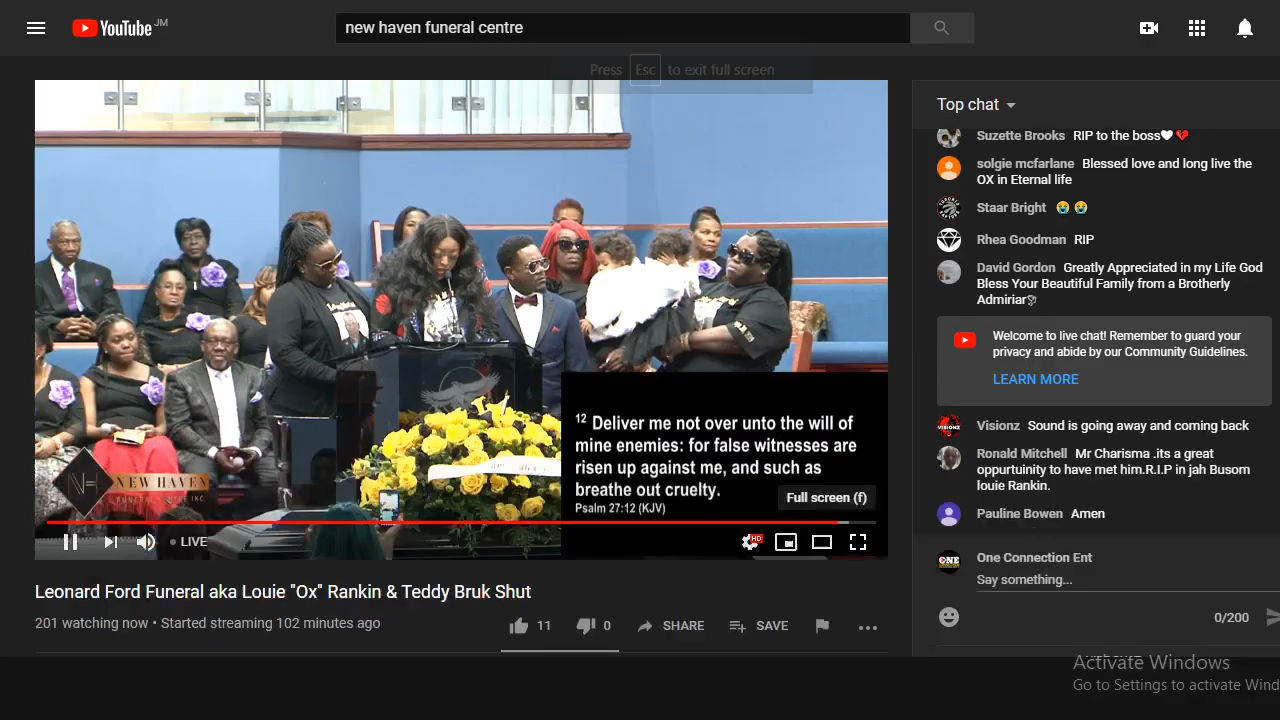 YouTube JM
new haven funeral centre
Press Esc to exit full screen
Top chat
Suzette Brooks RIP to the boss🤍💔
solgie mcfarlane Blessed love and long live the
OX in Eternal life
Staar Bright 😭😭
Rhea Goodman RIP
David Gordon Greatly Appreciated in my Life God
Bless Your Beautiful Family from a Brotherly
Admiriar
Welcome to live chat! Remember to guard your
privacy and abide by our Community Guidelines.
LEARN MORE
Visionz Sound is going away and coming back
Ronald Mitchell Mr Charisma .its a great
oppurtuinity to have met him.R.I.P in jah Busom
louie Rankin.
Pauline Bowen Amen
One Connection Ent
Say something...
0/200
12 Deliver me not over unto the will of
mine enemies: for false witnesses are
risen up against me, and such as
breathe out cruelty.
Psalm 27:12 (KJV)
Full screen (f)
NH
NEW HAVEN
FUNERAL CENTRE INC.
LIVE
HD
Leonard Ford Funeral aka Louie "Ox" Rankin & Teddy Bruk Shut
201 watching now • Started streaming 102 minutes ago
11 0 SHARE SAVE
Activate Windows
Go to Settings to activate Wind